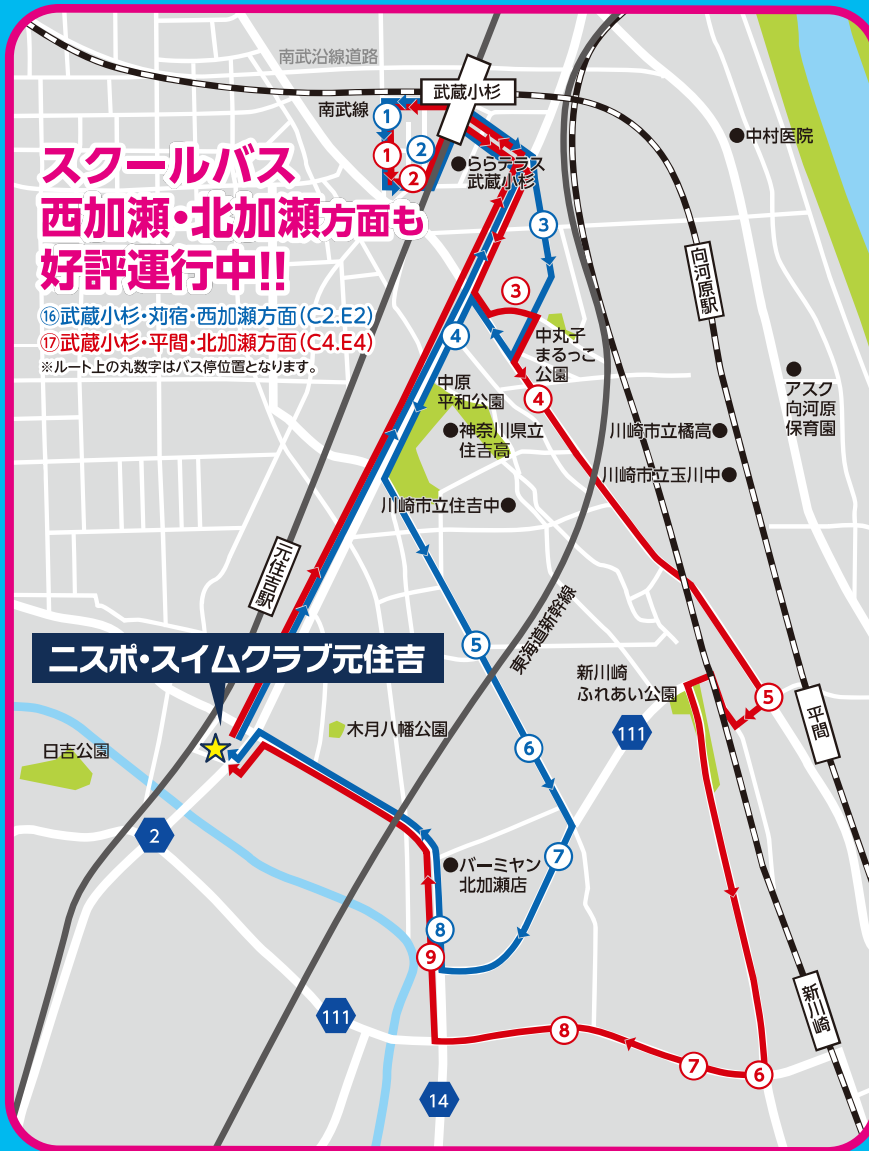 南武沿線道路
武蔵小杉
南武線
1
2
1
2
ららテラス
武蔵小杉
中村医院
スクールバス
西加瀬・北加瀬方面も
好評運行中!!
⑯武蔵小杉・苅宿・西加瀬方面(C2.E2)
⑰武蔵小杉・平間・北加瀬方面(C4.E4)
※ルート上の丸数字はバス停位置となります。
3
向河原駅
3
4
中丸子
まるっこ
公園
4
中原
平和公園
アスク
向河原
保育園
神奈川県立
住吉高
川崎市立橘高
川崎市立玉川中
川崎市立住吉中
元住吉駅
東海道新幹線
ニスポ・スイムクラブ元住吉
5
新川崎
ふれあい公園
5
平間
木月八幡公園
111
6
日吉公園
2
バーミヤン
北加瀬店
7
8
9
新川崎
111
8
7
6
14